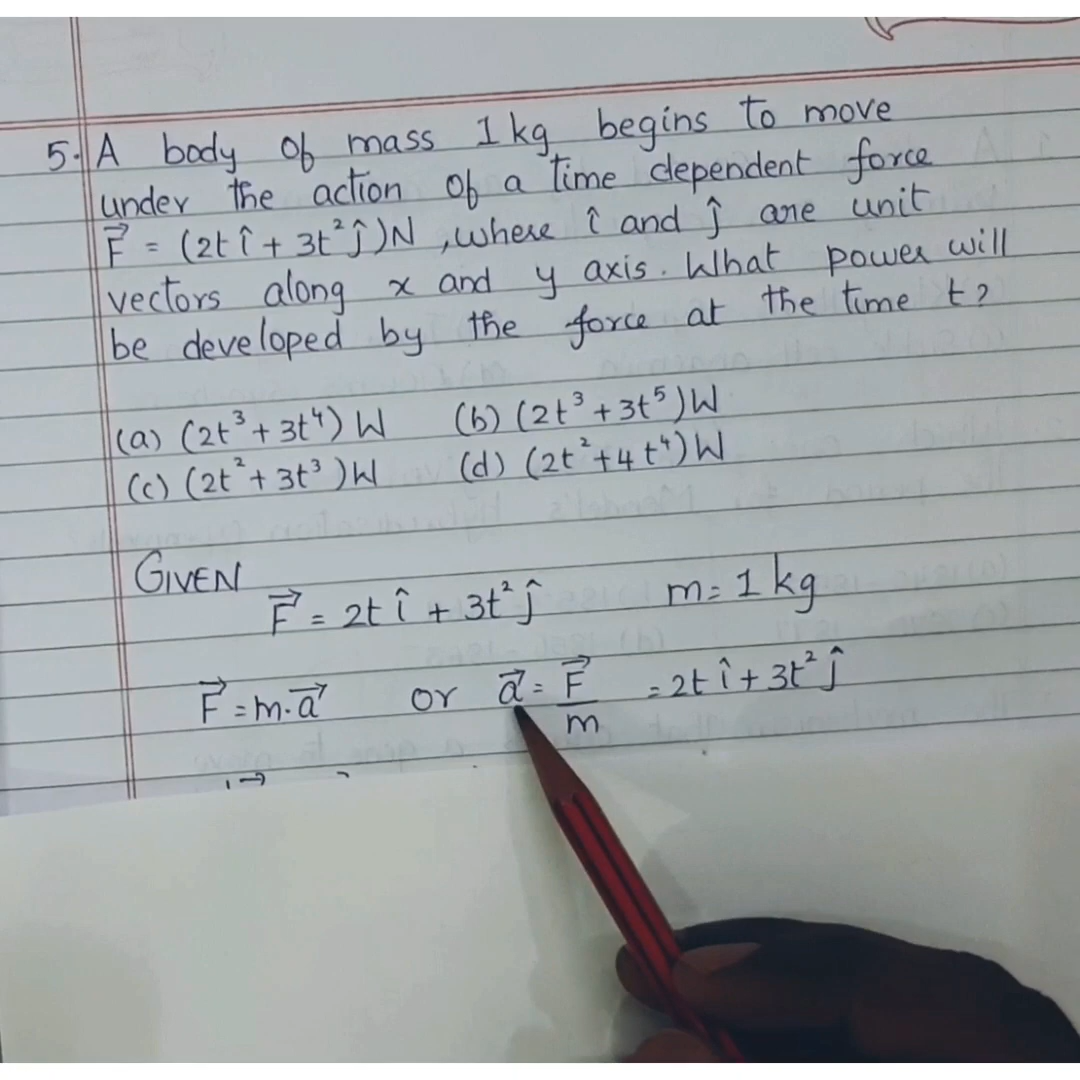 5. A body of mass 1 kg begins to move
under the action of a time dependent force
F⃗ = (2t î + 3t² ĵ)N , where î and ĵ are unit
vectors along x and y axis. What power will
be developed by the force at the time t?
(a) (2t³ + 3t⁴) W (b) (2t³ + 3t⁵)W
(c) (2t² + 3t³)W (d) (2t² + 4t⁴)W
GIVEN
F⃗ = 2t î + 3t² ĵ m = 1 kg
F⃗ = m.a⃗ or a⃗ = F⃗/m = 2t î + 3t² ĵ